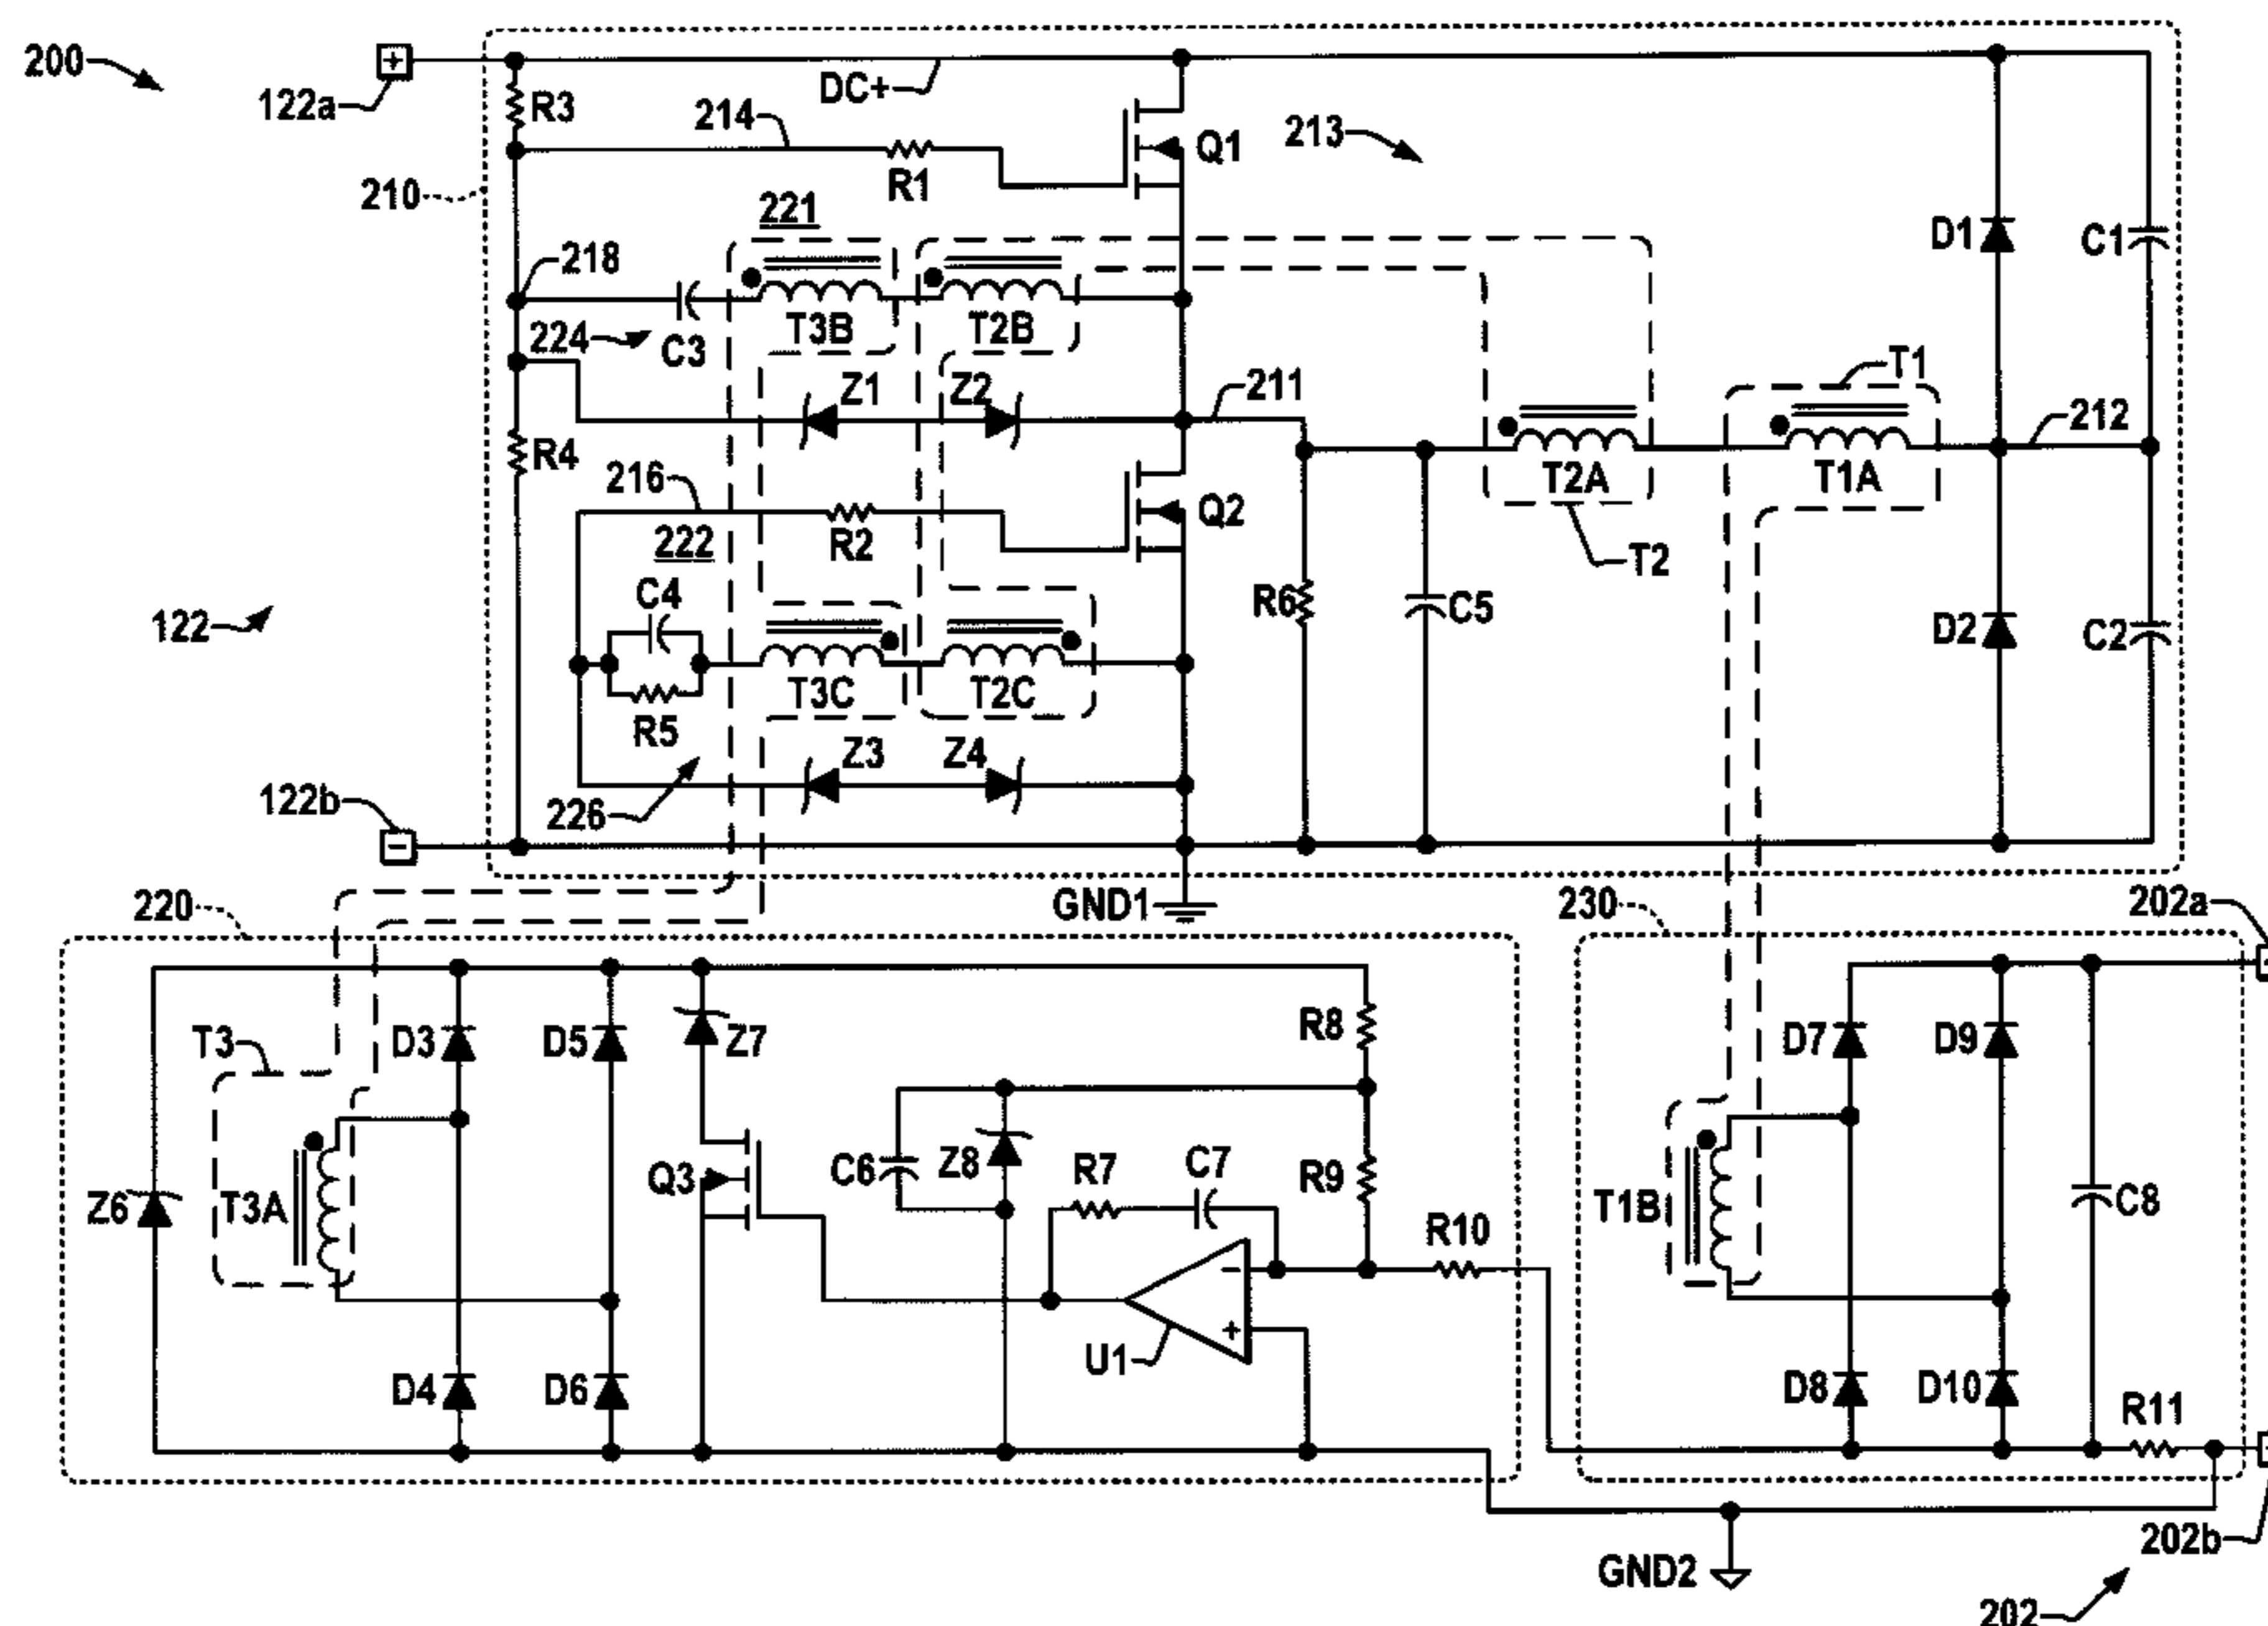 200
+
122a
DC+
R3
214
213
Q1
R1
210
221
D1
C1
218
T3B
T2B
224
C3
T1
Z1
Z2
211
212
R4
T2A
T1A
216
Q2
R2
222
T2
C4
R6
C5
122
D2
C2
T3C
T2C
R5
Z3
Z4
122b
226
-
220
GND1
230
202a
T3
D3
D5
Z7
R8
D7
D9
Q3
C6
Z8
R7
C7
R9
Z6
T3A
R10
T1B
C8
-
+
U1
D4
D6
D8
D10
R11
202b
GND2
202